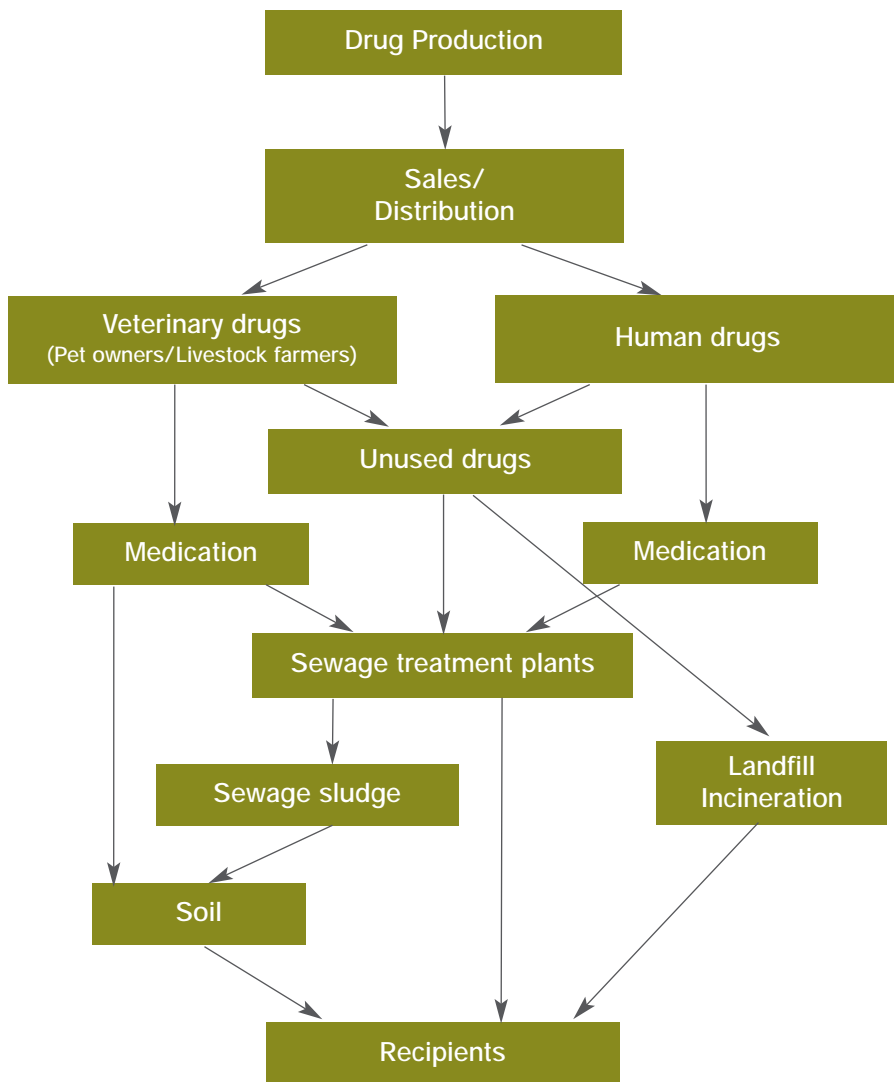 Drug Production
Sales/
Distribution
Veterinary drugs
(Pet owners/Livestock farmers)
Human drugs
Unused drugs
Medication
Medication
Sewage treatment plants
Landfill
Incineration
Sewage sludge
Soil
Recipients